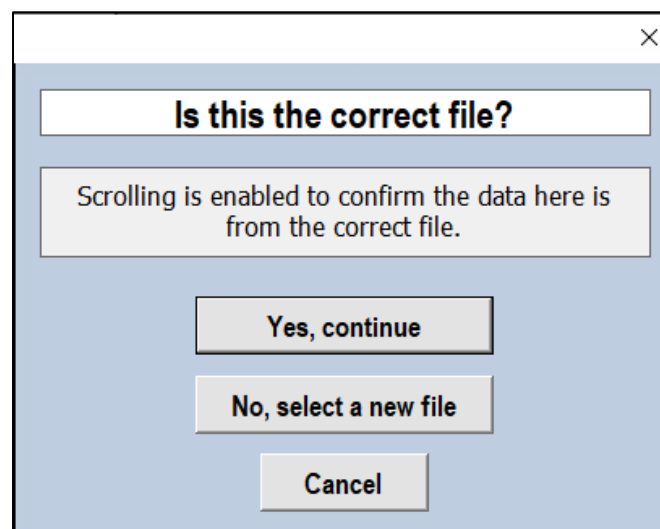 Is this the correct file?
Scrolling is enabled to confirm the data here is
from the correct file.
Yes, continue
No, select a new file
Cancel